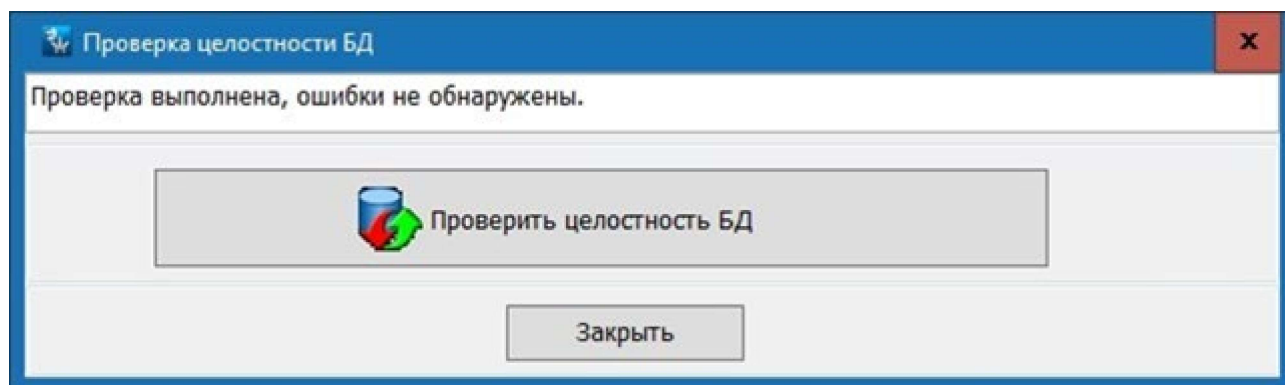 Проверка целостности БД
Проверка выполнена, ошибки не обнаружены.
Проверить целостность БД
Закрыть